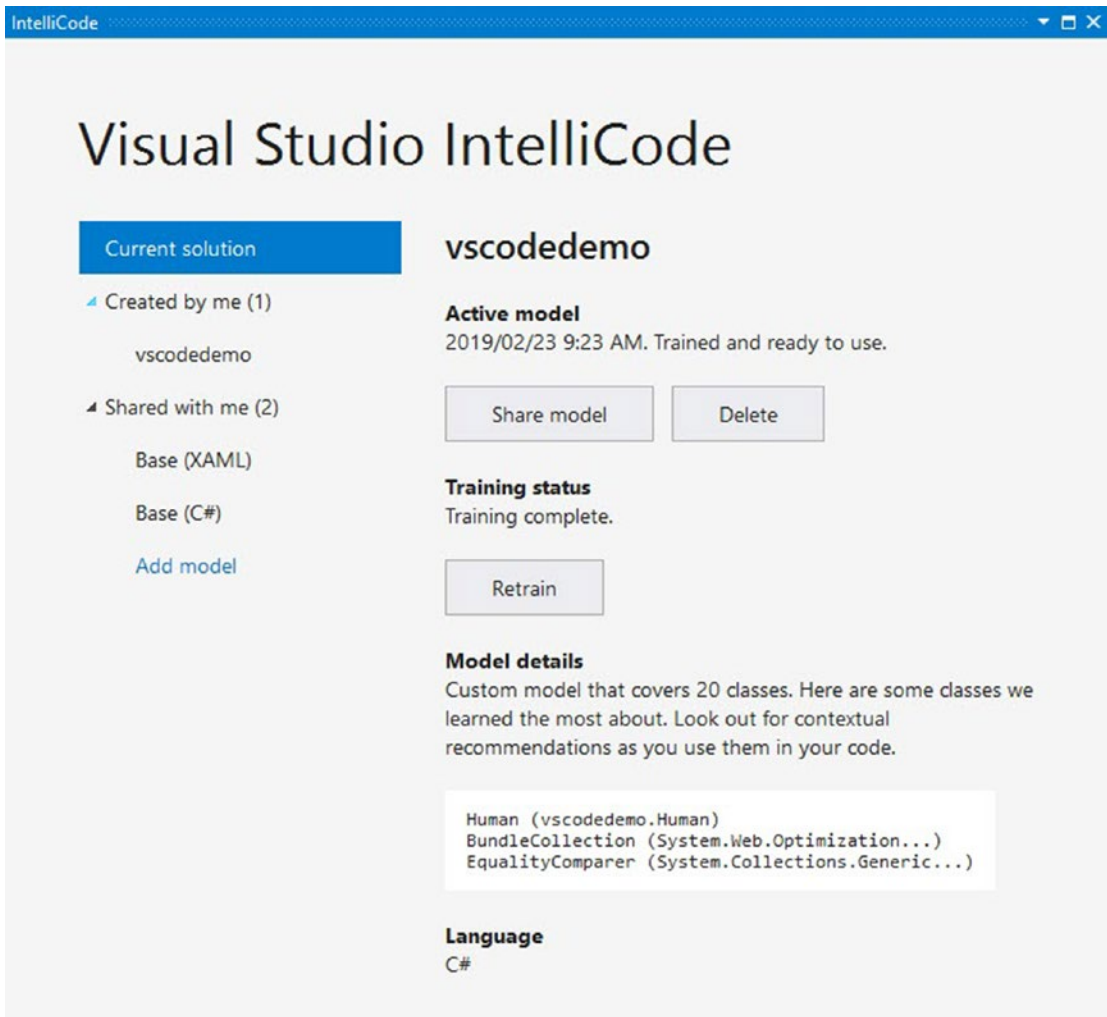 IntelliCode
Visual Studio IntelliCode
Current solution
Created by me (1)
vscodedemo
Shared with me (2)
Base (XAML)
Base (C#)
Add model
vscodedemo
Active model
2019/02/23 9:23 AM. Trained and ready to use.
Share model
Delete
Training status
Training complete.
Retrain
Model details
Custom model that covers 20 classes. Here are some classes we
learned the most about. Look out for contextual
recommendations as you use them in your code.
Human (vscodedemo.Human)
BundleCollection (System.Web.Optimization...)
EqualityComparer (System.Collections.Generic...)
Language
C#